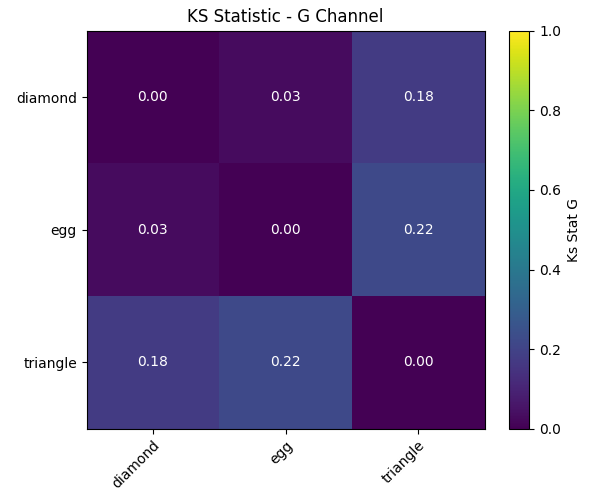 KS Statistic - G Channel
diamond 0.00 0.03 0.18
egg 0.03 0.00 0.22
triangle 0.18 0.22 0.00
diamond egg triangle
1.0
0.8
0.6
0.4
0.2
0.0
Ks Stat G